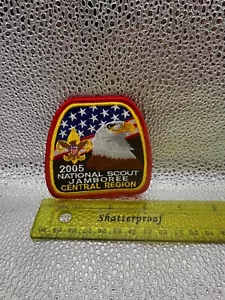 2005
NATIONAL SCOUT
JAMBOREE
CENTRAL REGION
Shatterproof